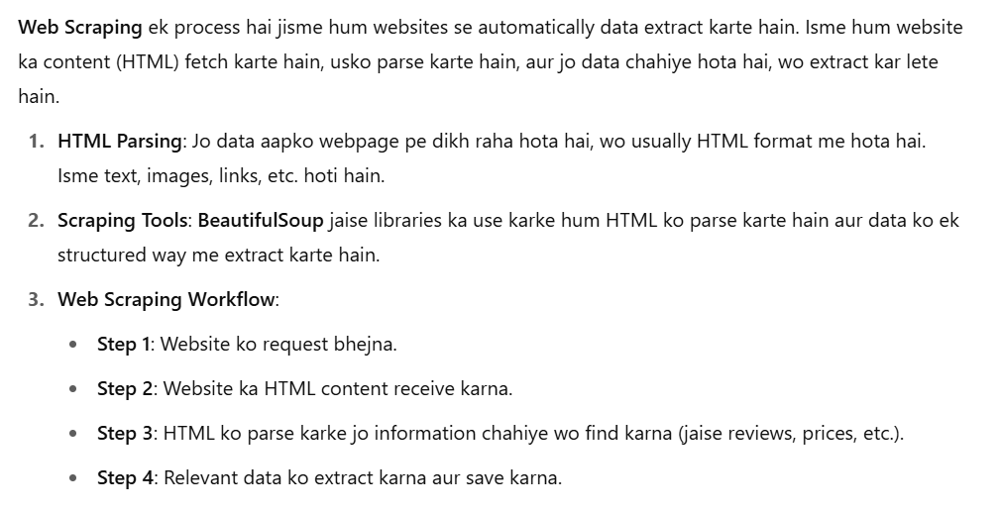 Web Scraping ek process hai jisme hum websites se automatically data extract karte hain. Isme hum website
ka content (HTML) fetch karte hain, usko parse karte hain, aur jo data chahiye hota hai, wo extract kar lete
hain.
1. HTML Parsing: Jo data aapko webpage pe dikh raha hota hai, wo usually HTML format me hota hai.
Isme text, images, links, etc. hoti hain.
2. Scraping Tools: BeautifulSoup jaise libraries ka use karke hum HTML ko parse karte hain aur data ko ek
structured way me extract karte hain.
3. Web Scraping Workflow:
• Step 1: Website ko request bhejna.
• Step 2: Website ka HTML content receive karna.
• Step 3: HTML ko parse karke jo information chahiye wo find karna (jaise reviews, prices, etc.).
• Step 4: Relevant data ko extract karna aur save karna.